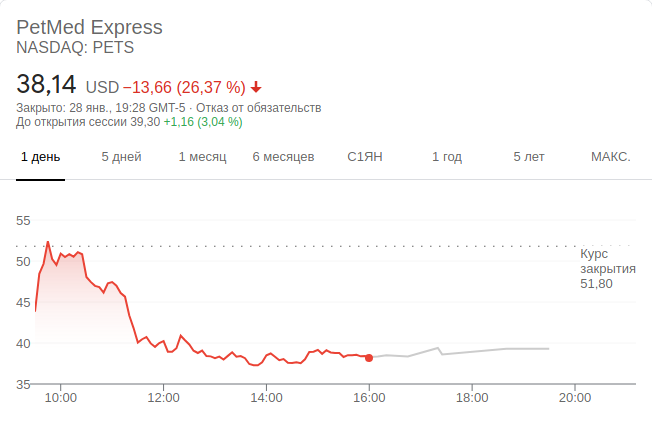 PetMed Express
NASDAQ: PETS
38,14 USD −13,66 (26,37 %)
Закрыто: 28 янв., 19:28 GMT-5 · Отказ от обязательств
До открытия сессии 39,30 +1,16 (3,04 %)
1 день 5 дней 1 месяц 6 месяцев С1ЯН 1 год 5 лет МАКС.
55
50
45
40
35
Курс
закрытия
51,80
10:00 12:00 14:00 16:00 18:00 20:00